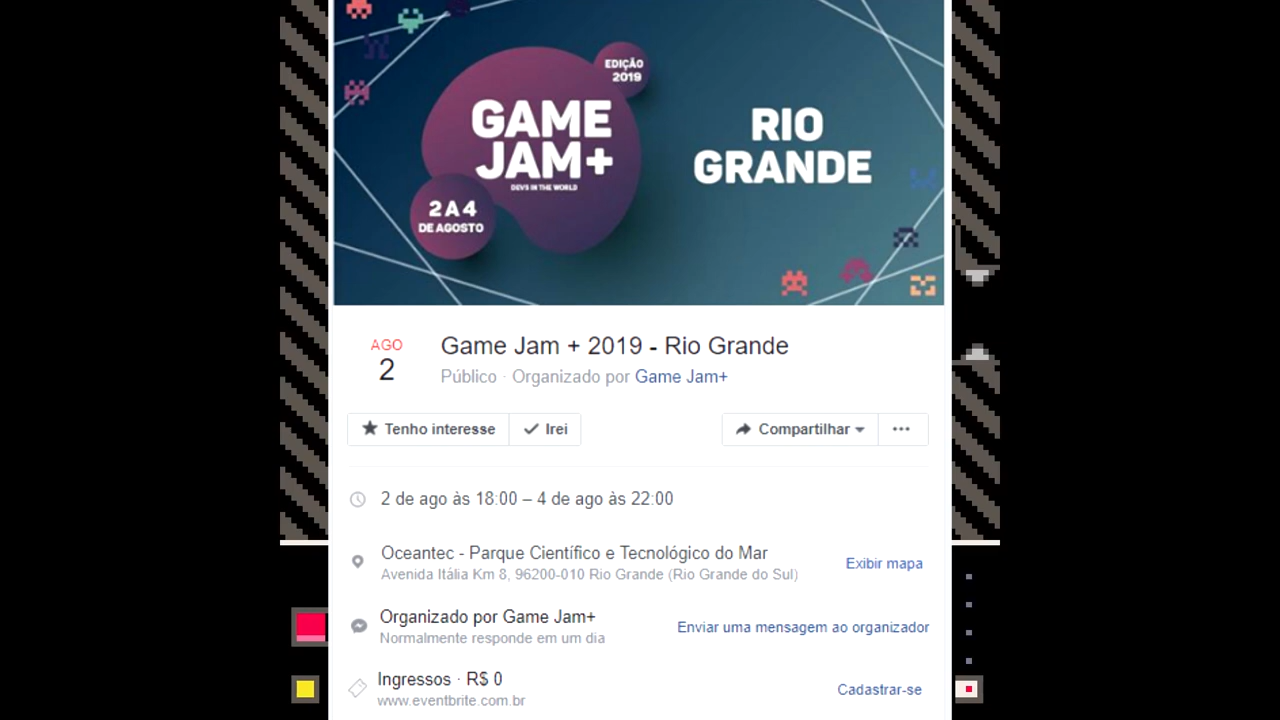 EDIÇÃO
2019
GAME
JAM+
DEVS IN THE WORLD
2 A 4
DE AGOSTO
RIO
GRANDE
AGO
2
Game Jam + 2019 - Rio Grande
Público · Organizado por Game Jam+
Tenho interesse
Irei
Compartilhar
2 de ago às 18:00 – 4 de ago às 22:00
Oceantec - Parque Científico e Tecnológico do Mar
Avenida Itália Km 8, 96200-010 Rio Grande (Rio Grande do Sul)
Exibir mapa
Organizado por Game Jam+
Normalmente responde em um dia
Enviar uma mensagem ao organizador
Ingressos · R$ 0
www.eventbrite.com.br
Cadastrar-se